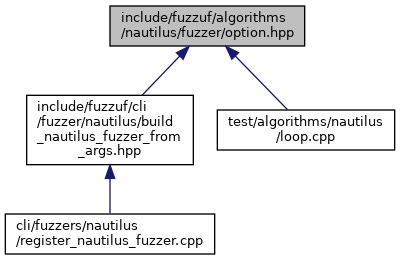 include/fuzzuf/algorithms
/nautilus/fuzzer/option.hpp
include/fuzzuf/cli
/fuzzer/nautilus/build
_nautilus_fuzzer_from
_args.hpp
test/algorithms/nautilus
/loop.cpp
cli/fuzzers/nautilus
/register_nautilus_fuzzer.cpp